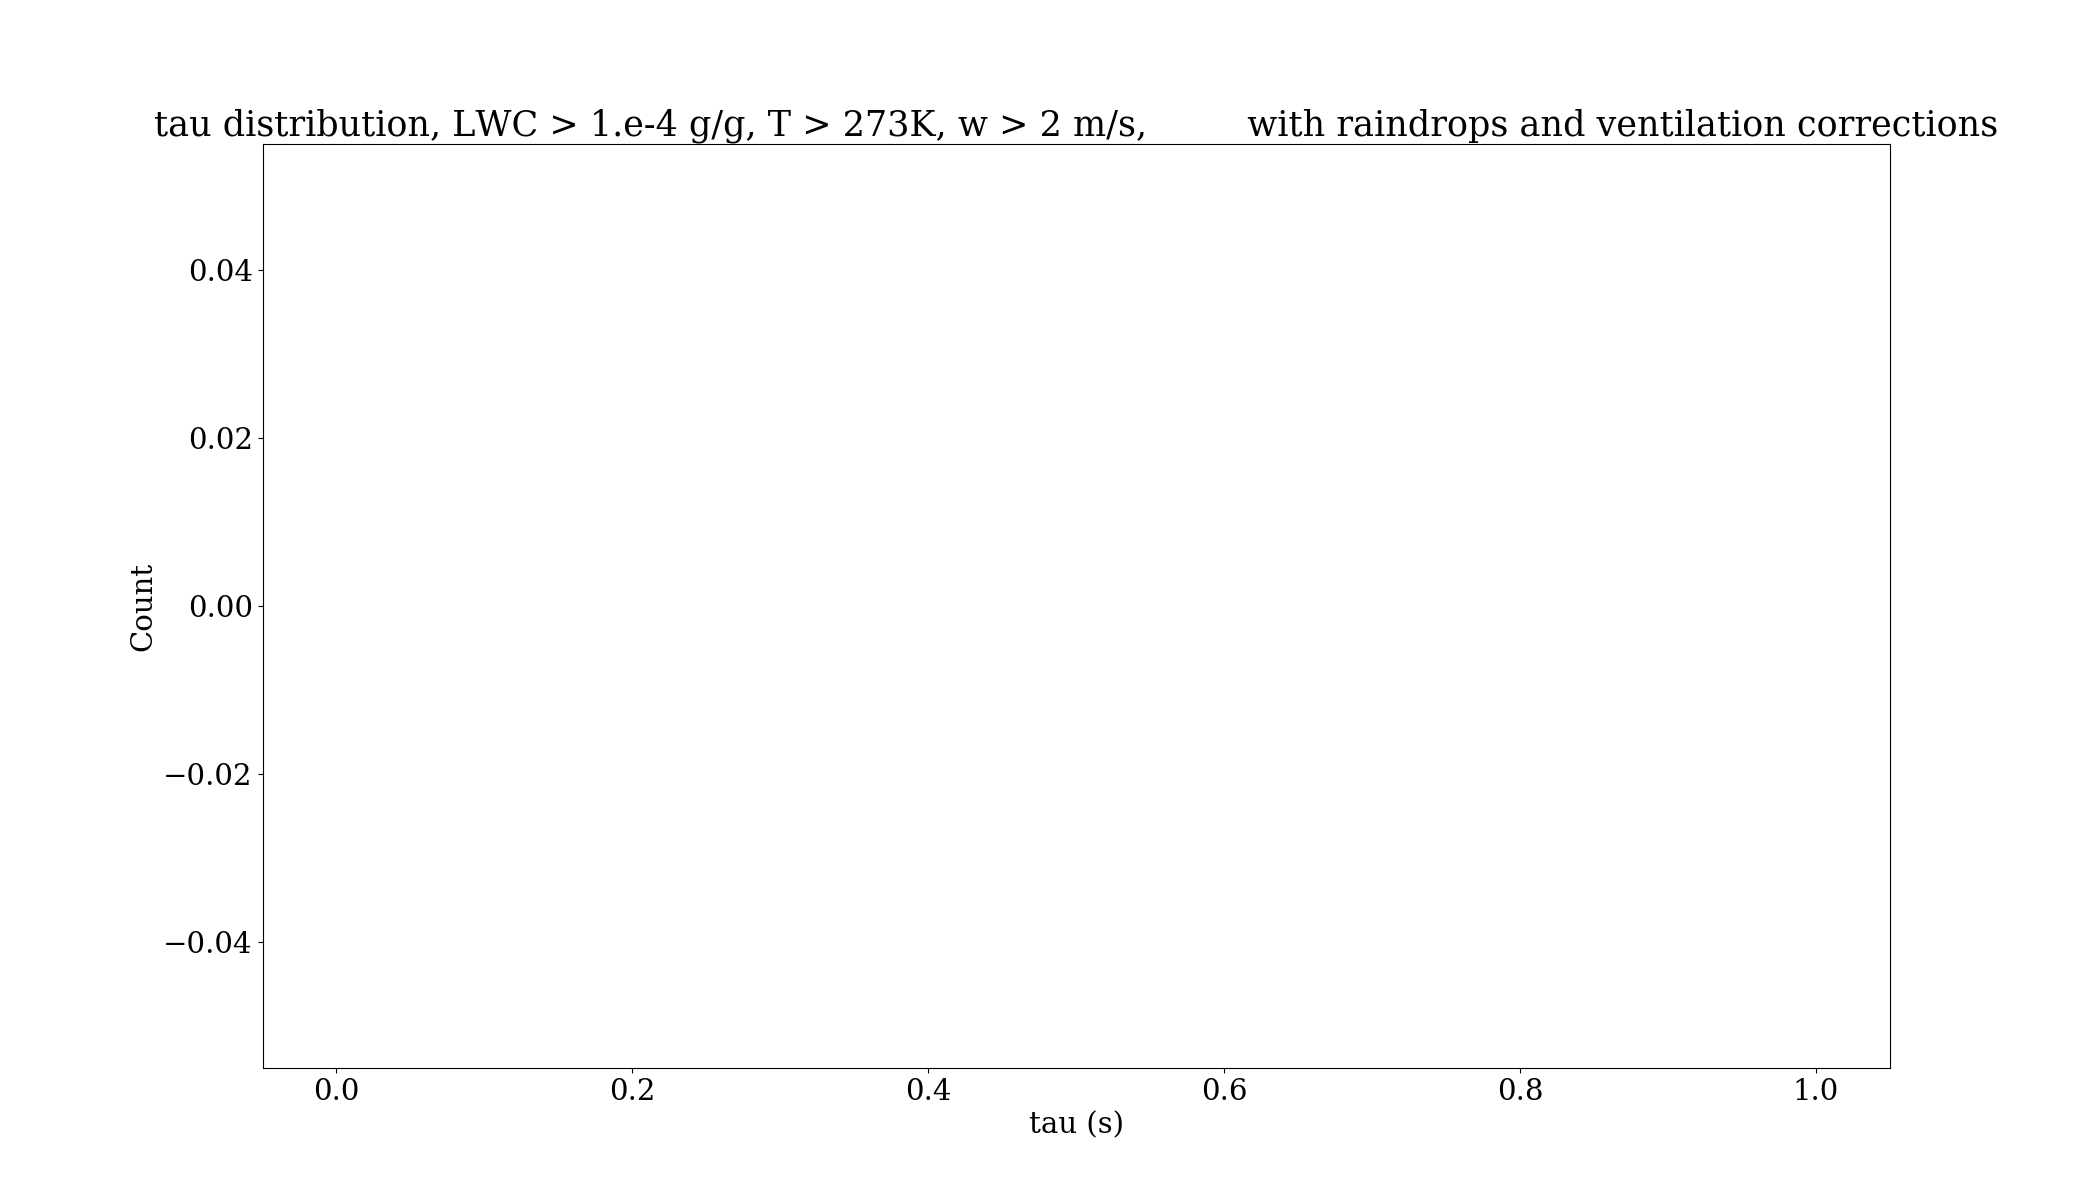 tau distribution, LWC > 1.e-4 g/g, T > 273K, w > 2 m/s,         with raindrops and ventilation corrections
0.04
0.02
0.00
−0.02
−0.04
Count
0.0 0.2 0.4 0.6 0.8 1.0
tau (s)